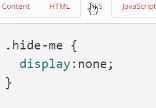 Content HTML JavaScript
.hide-me {
display:none;
}